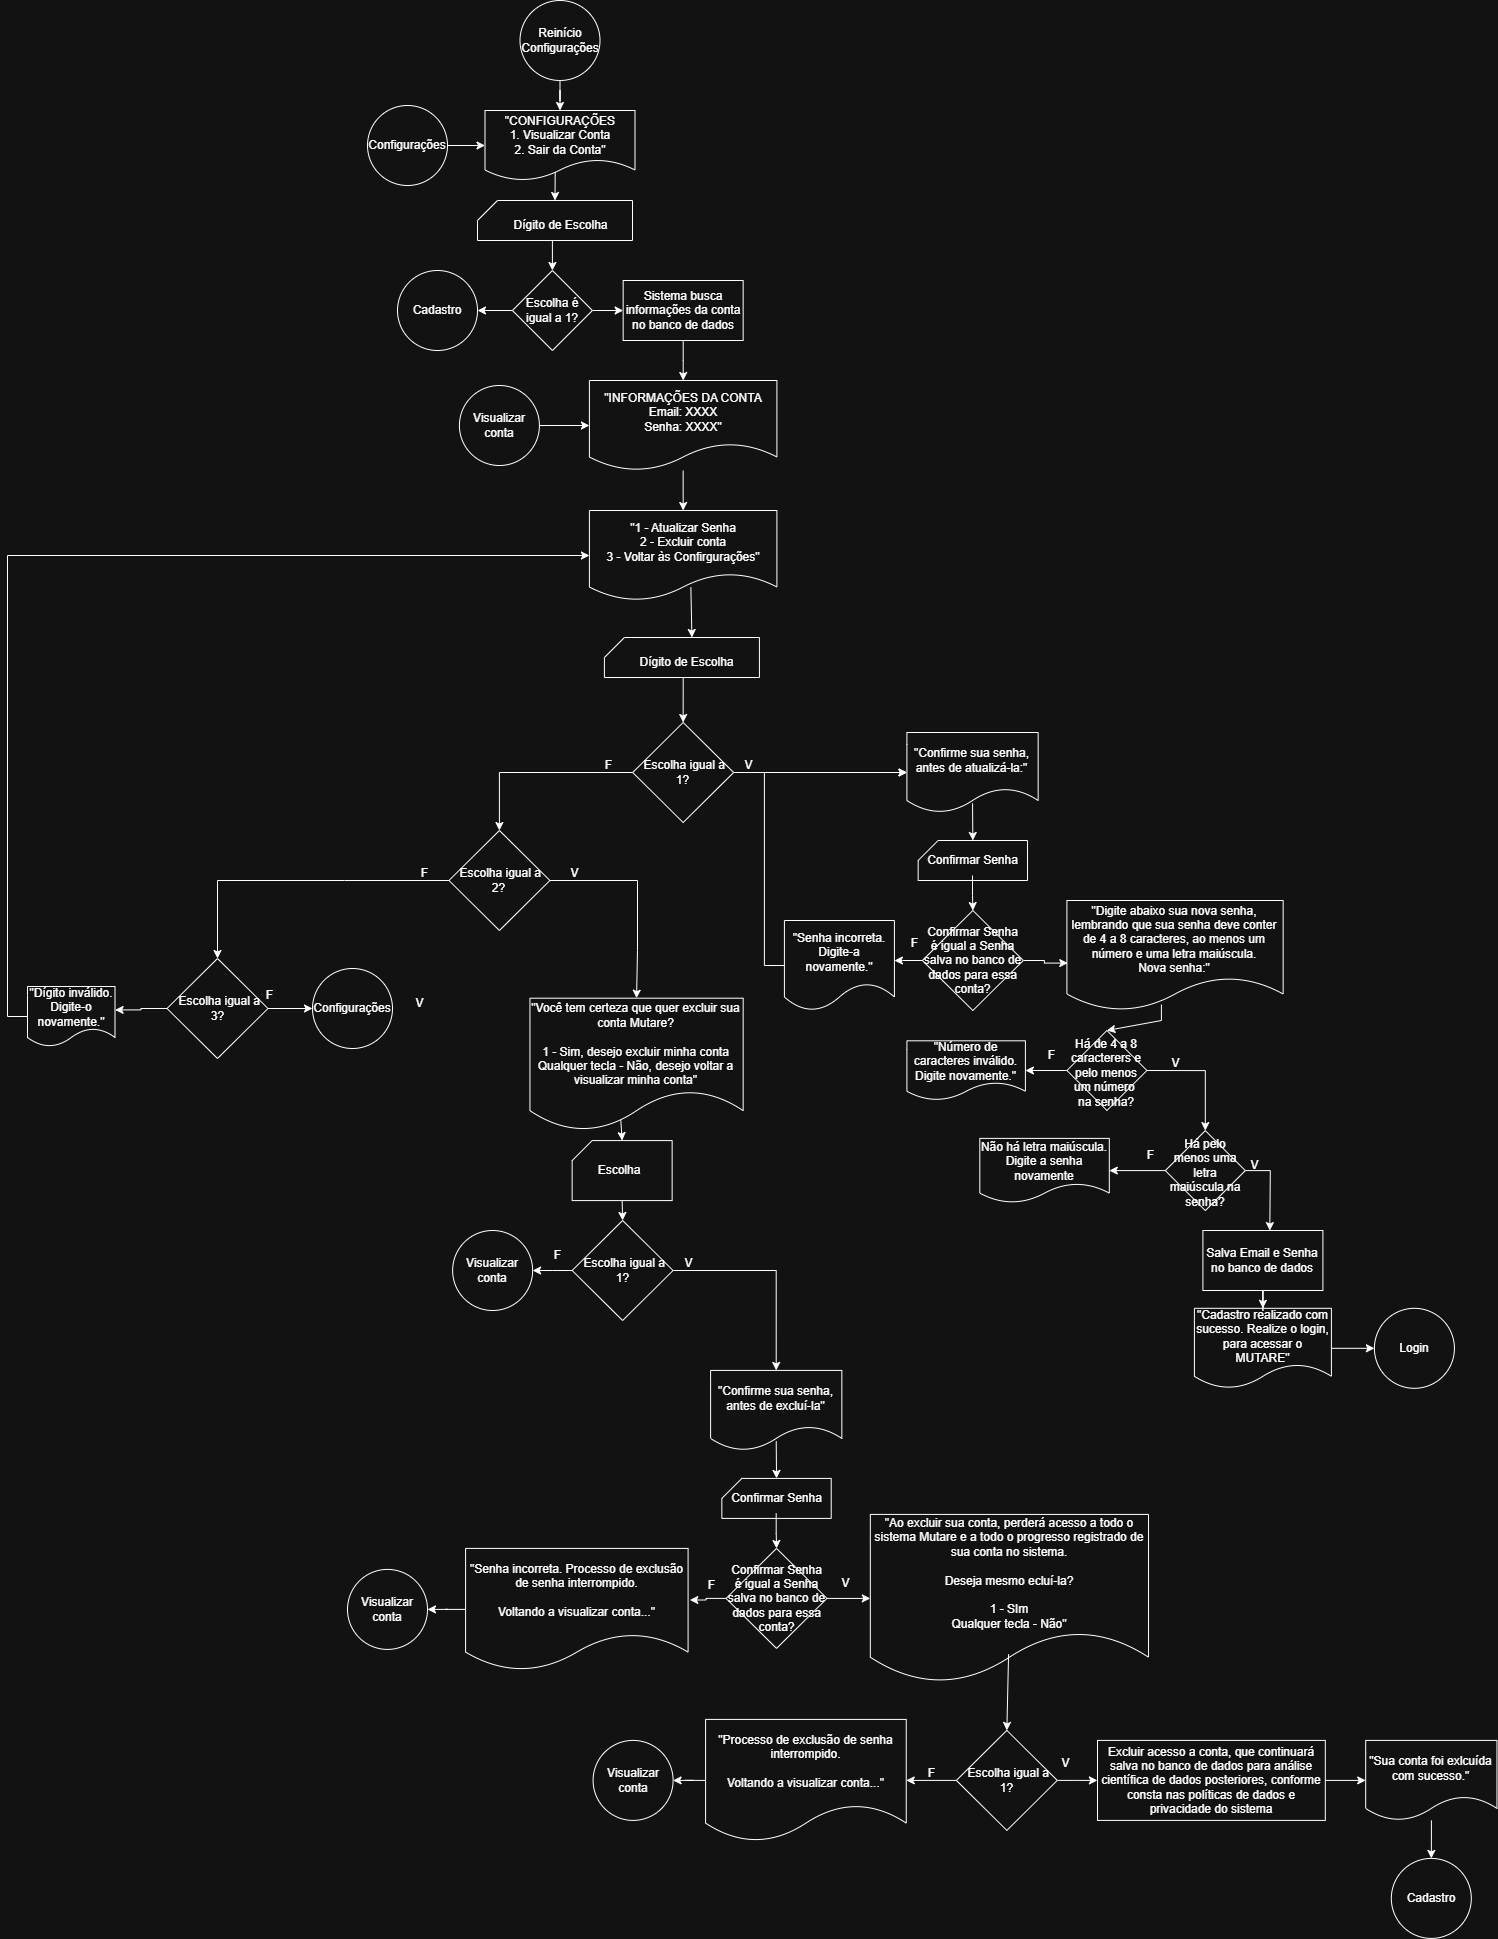 Reinício
Configurações
Configurações
"CONFIGURAÇÕES
1. Visualizar Conta
2. Sair da Conta"
Dígito de Escolha
Cadastro
Escolha é
igual a 1?
Sistema busca
informações da conta
no banco de dados
Visualizar
conta
"INFORMAÇÕES DA CONTA
Email: XXXX
Senha: XXXX"
"1 - Atualizar Senha
2 - Excluir conta
3 - Voltar às Confirgurações"
Dígito de Escolha
F
Escolha igual a
1?
V
"Confirme sua senha,
antes de atualizá-la:"
Confirmar Senha
F
Escolha igual a
2?
V
"Senha incorreta.
Digite-a
novamente."
F
Confirmar Senha
é igual a Senha
salva no banco de
dados para essa
conta?
"Digite abaixo sua nova senha,
lembrando que sua senha deve conter
de 4 a 8 caracteres, ao menos um
número e uma letra maiúscula.
Nova senha:"
"Dígito inválido.
Digite-o
novamente."
Escolha igual a
3?
F
Configurações
V
"Você tem certeza que quer excluir sua
conta Mutare?
1 - Sim, desejo excluir minha conta
Qualquer tecla - Não, desejo voltar a
visualizar minha conta"
"Número de
caracteres inválido.
Digite novamente."
F
Há de 4 a 8
caracterers e
pelo menos
um número
na senha?
V
Não há letra maiúscula.
Digite a senha
novamente
F
Há pelo
menos uma
letra
maiúscula na
senha?
V
Escolha
Visualizar
conta
F
Escolha igual a
1?
V
Salva Email e Senha
no banco de dados
"Cadastro realizado com
sucesso. Realize o login,
para acessar o
MUTARE"
Login
"Confirme sua senha,
antes de excluí-la"
Confirmar Senha
Visualizar
conta
"Senha incorreta. Processo de exclusão
de senha interrompido.
Voltando a visualizar conta..."
F
Confirmar Senha
é igual a Senha
salva no banco de
dados para essa
conta?
V
"Ao excluir sua conta, perderá acesso a todo o
sistema Mutare e a todo o progresso registrado de
sua conta no sistema.
Deseja mesmo ecluí-la?
1 - SIm
Qualquer tecla - Não"
Visualizar
conta
"Processo de exclusão de senha
interrompido.
Voltando a visualizar conta..."
F
Escolha igual a
1?
V
Excluir acesso a conta, que continuará
salva no banco de dados para análise
científica de dados posteriores, conforme
consta nas políticas de dados e
privacidade do sistema
"Sua conta foi exlcuída
com sucesso."
Cadastro